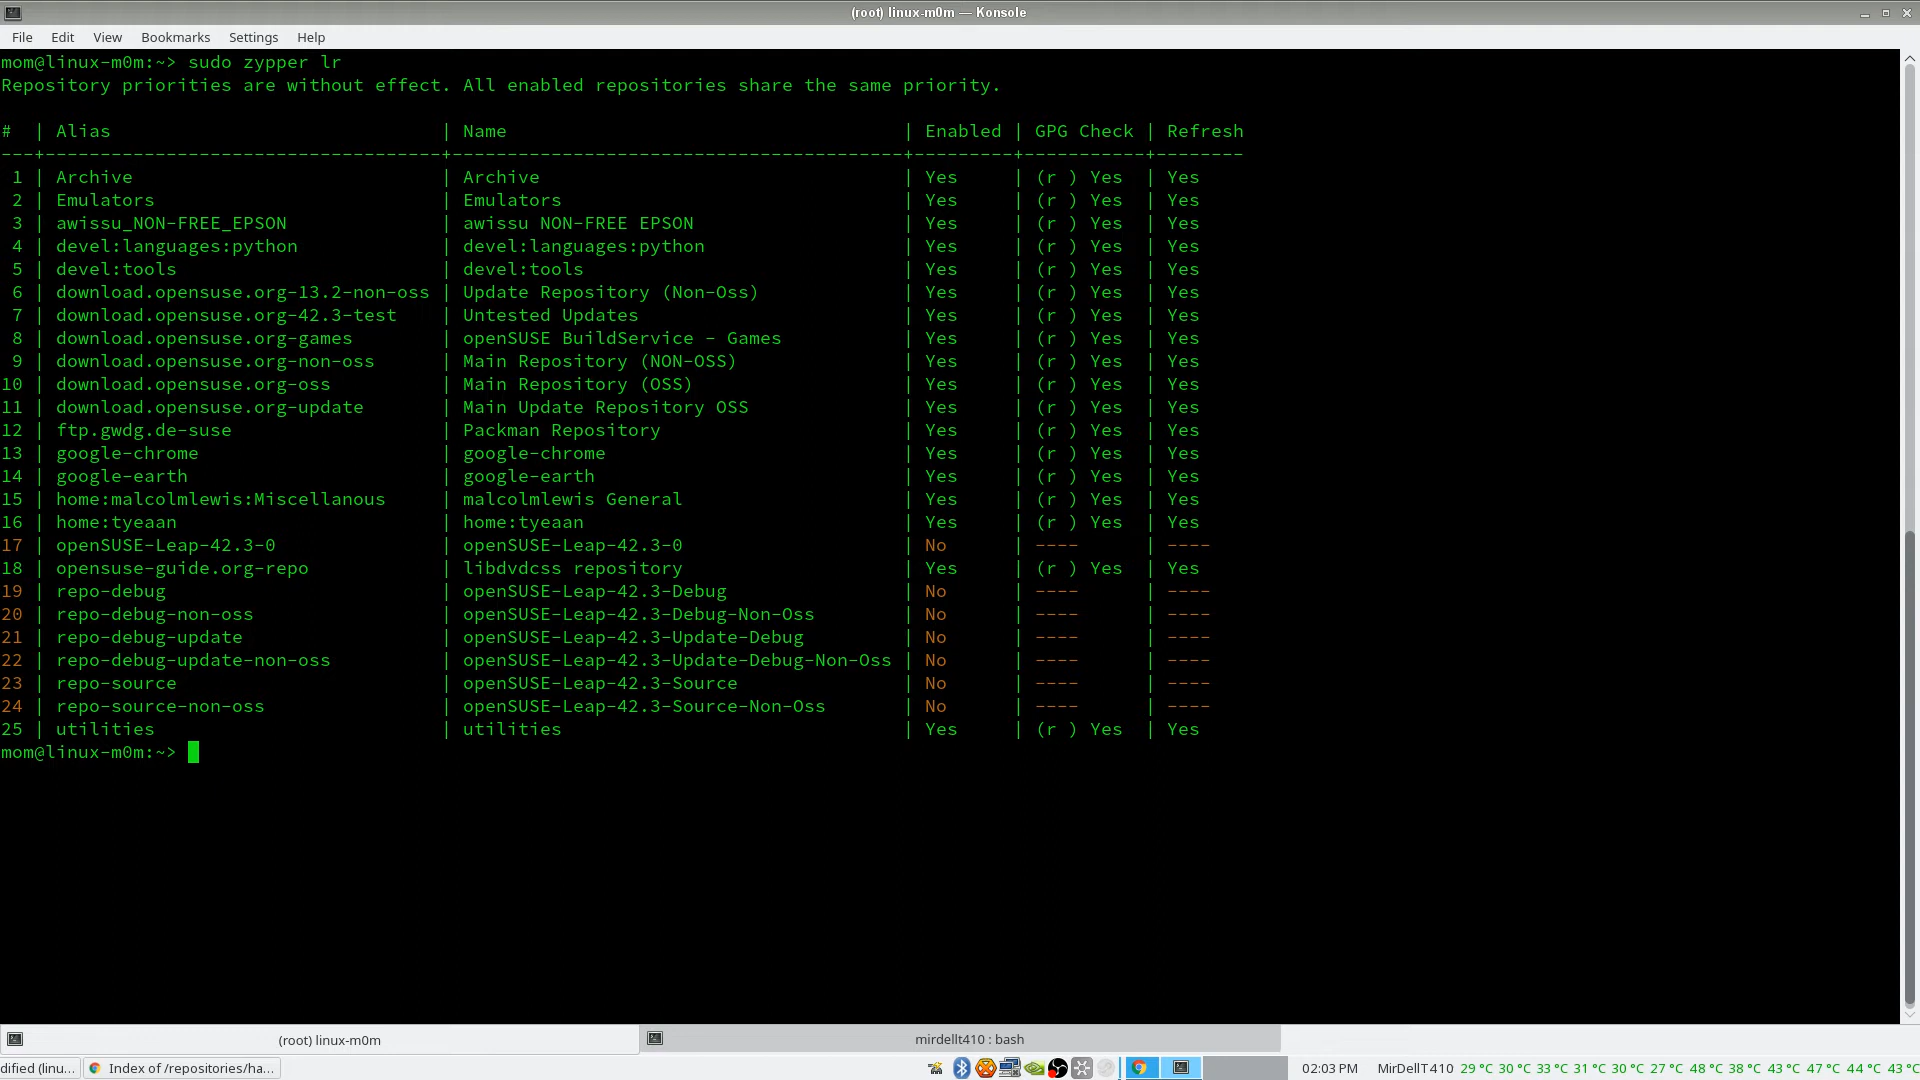 (root) linux-m0m — Konsole
File Edit View Bookmarks Settings Help
mom@linux-m0m:~> sudo zypper lr
Repository priorities are without effect. All enabled repositories share the same priority.
#  | Alias                              | Name                                    | Enabled | GPG Check | Refresh
---+------------------------------------+-----------------------------------------+---------+-----------+--------
 1 | Archive                            | Archive                                 | Yes     | (r ) Yes  | Yes
 2 | Emulators                          | Emulators                               | Yes     | (r ) Yes  | Yes
 3 | awissu_NON-FREE_EPSON              | awissu NON-FREE EPSON                   | Yes     | (r ) Yes  | Yes
 4 | devel:languages:python             | devel:languages:python                  | Yes     | (r ) Yes  | Yes
 5 | devel:tools                        | devel:tools                             | Yes     | (r ) Yes  | Yes
 6 | download.opensuse.org-13.2-non-oss | Update Repository (Non-Oss)             | Yes     | (r ) Yes  | Yes
 7 | download.opensuse.org-42.3-test    | Untested Updates                        | Yes     | (r ) Yes  | Yes
 8 | download.opensuse.org-games        | openSUSE BuildService - Games           | Yes     | (r ) Yes  | Yes
 9 | download.opensuse.org-non-oss      | Main Repository (NON-OSS)               | Yes     | (r ) Yes  | Yes
10 | download.opensuse.org-oss          | Main Repository (OSS)                   | Yes     | (r ) Yes  | Yes
11 | download.opensuse.org-update       | Main Update Repository OSS              | Yes     | (r ) Yes  | Yes
12 | ftp.gwdg.de-suse                   | Packman Repository                      | Yes     | (r ) Yes  | Yes
13 | google-chrome                      | google-chrome                           | Yes     | (r ) Yes  | Yes
14 | google-earth                       | google-earth                            | Yes     | (r ) Yes  | Yes
15 | home:malcolmlewis:Miscellanous     | malcolmlewis General                    | Yes     | (r ) Yes  | Yes
16 | home:tyeaan                        | home:tyeaan                             | Yes     | (r ) Yes  | Yes
17 | openSUSE-Leap-42.3-0               | openSUSE-Leap-42.3-0                    | No      | ----      | ----
18 | opensuse-guide.org-repo            | libdvdcss repository                    | Yes     | (r ) Yes  | Yes
19 | repo-debug                         | openSUSE-Leap-42.3-Debug                | No      | ----      | ----
20 | repo-debug-non-oss                 | openSUSE-Leap-42.3-Debug-Non-Oss        | No      | ----      | ----
21 | repo-debug-update                  | openSUSE-Leap-42.3-Update-Debug         | No      | ----      | ----
22 | repo-debug-update-non-oss          | openSUSE-Leap-42.3-Update-Debug-Non-Oss | No      | ----      | ----
23 | repo-source                        | openSUSE-Leap-42.3-Source               | No      | ----      | ----
24 | repo-source-non-oss                | openSUSE-Leap-42.3-Source-Non-Oss       | No      | ----      | ----
25 | utilities                          | utilities                               | Yes     | (r ) Yes  | Yes
mom@linux-m0m:~>
(root) linux-m0m mirdellt410 : bash
dified (linu... Index of /repositories/ha... 02:03 PM MirDellT410 29 °C 30 °C 33 °C 31 °C 30 °C 27 °C 48 °C 38 °C 43 °C 47 °C 44 °C 43 °C